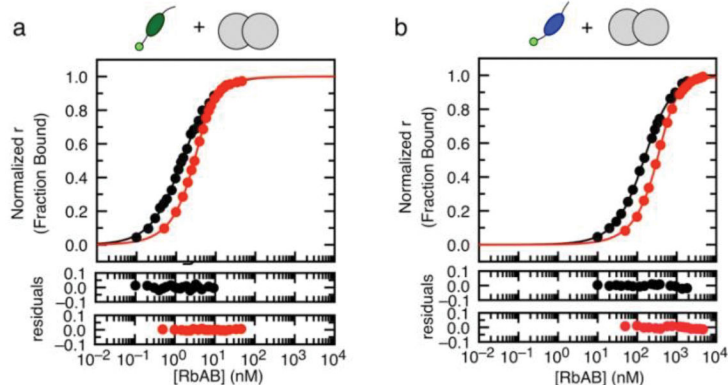 a
+
b
+
1.0
0.8
0.6
0.4
0.2
0.0
Normalized r
(Fraction Bound)
0.1
0.0
−0.1
0.1
0.0
−0.1
residuals
10−2 10−1 100 101 102 103 104
[RbAB] (nM)
1.0
0.8
0.6
0.4
0.2
0.0
Normalized r
(Fraction Bound)
0.1
0.0
−0.1
0.1
0.0
−0.1
residuals
10−2 10−1 100 101 102 103 104
[RbAB] (nM)